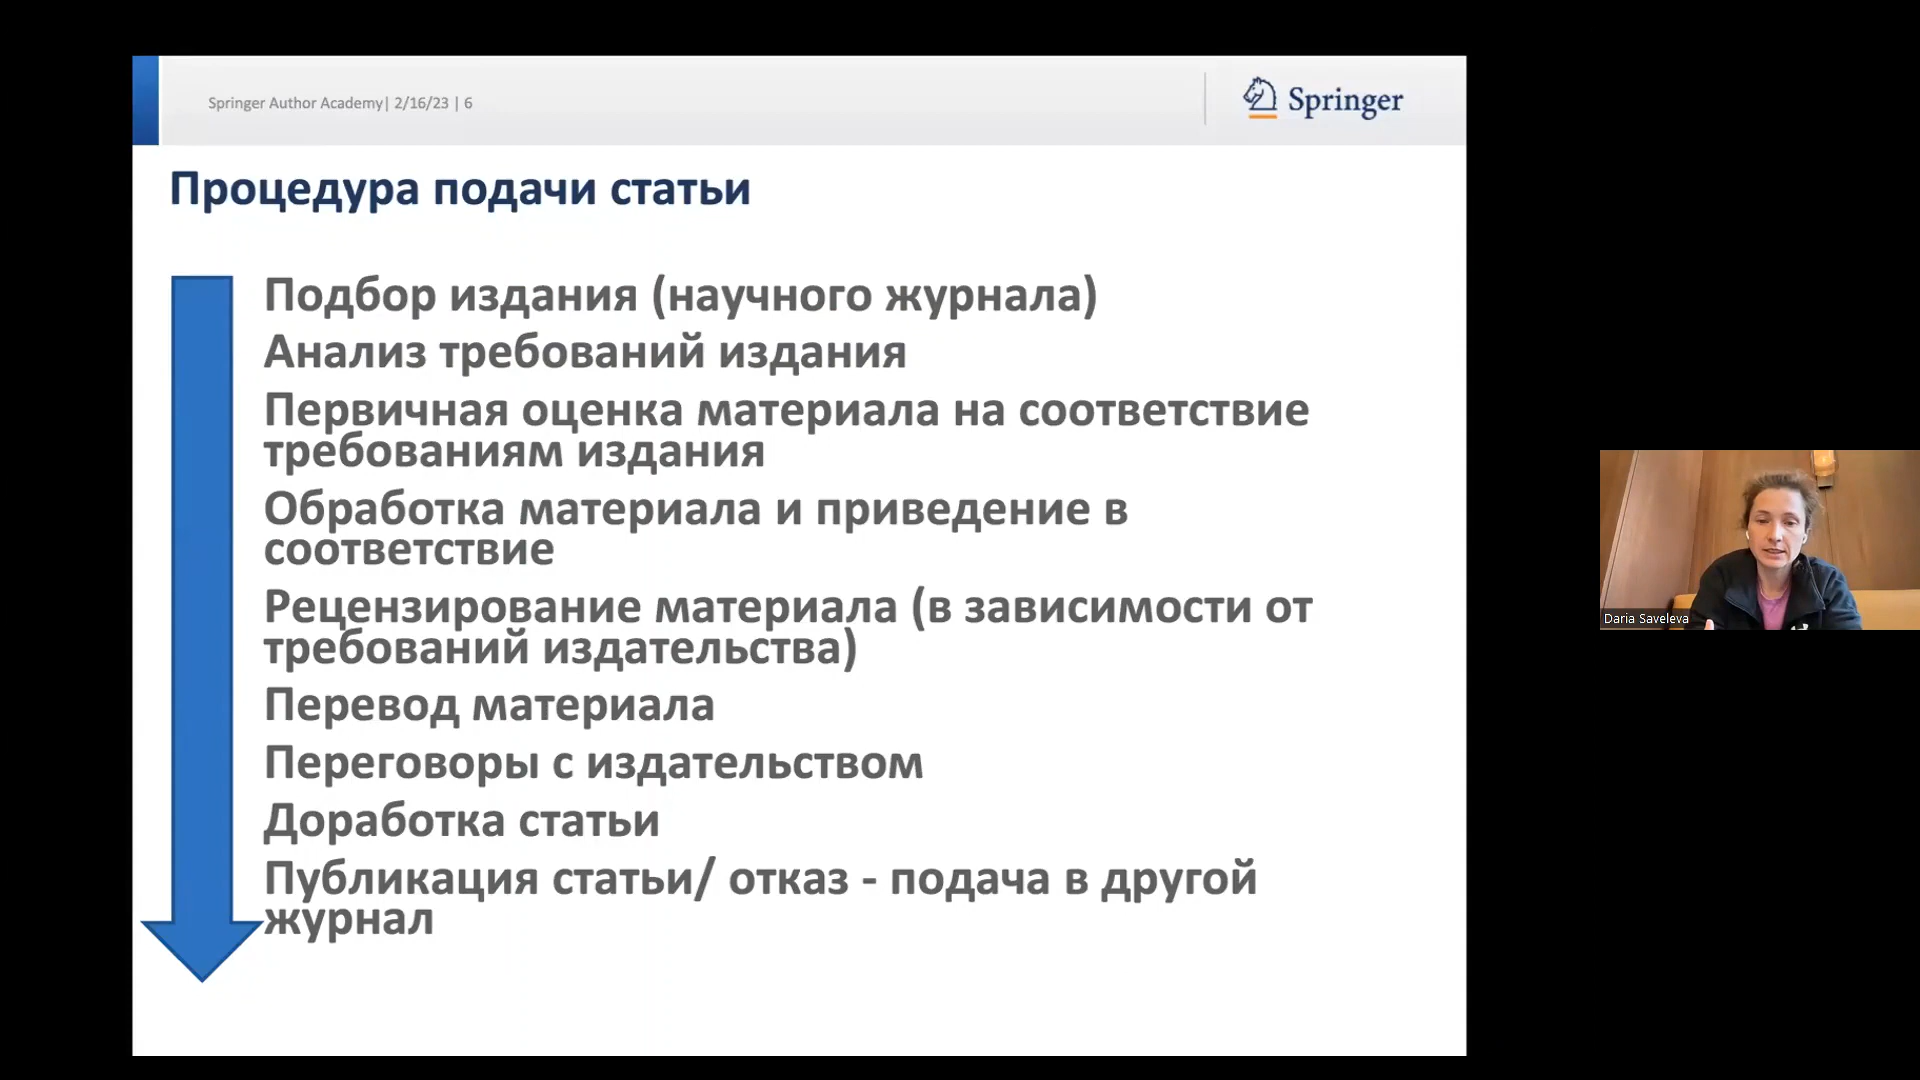 Springer Author Academy| 2/16/23 | 6
Springer
Процедура подачи статьи
Подбор издания (научного журнала)
Анализ требований издания
Первичная оценка материала на соответствие
требованиям издания
Обработка материала и приведение в
соответствие
Рецензирование материала (в зависимости от
требований издательства)
Перевод материала
Переговоры с издательством
Доработка статьи
Публикация статьи/ отказ - подача в другой
журнал
Daria Saveleva